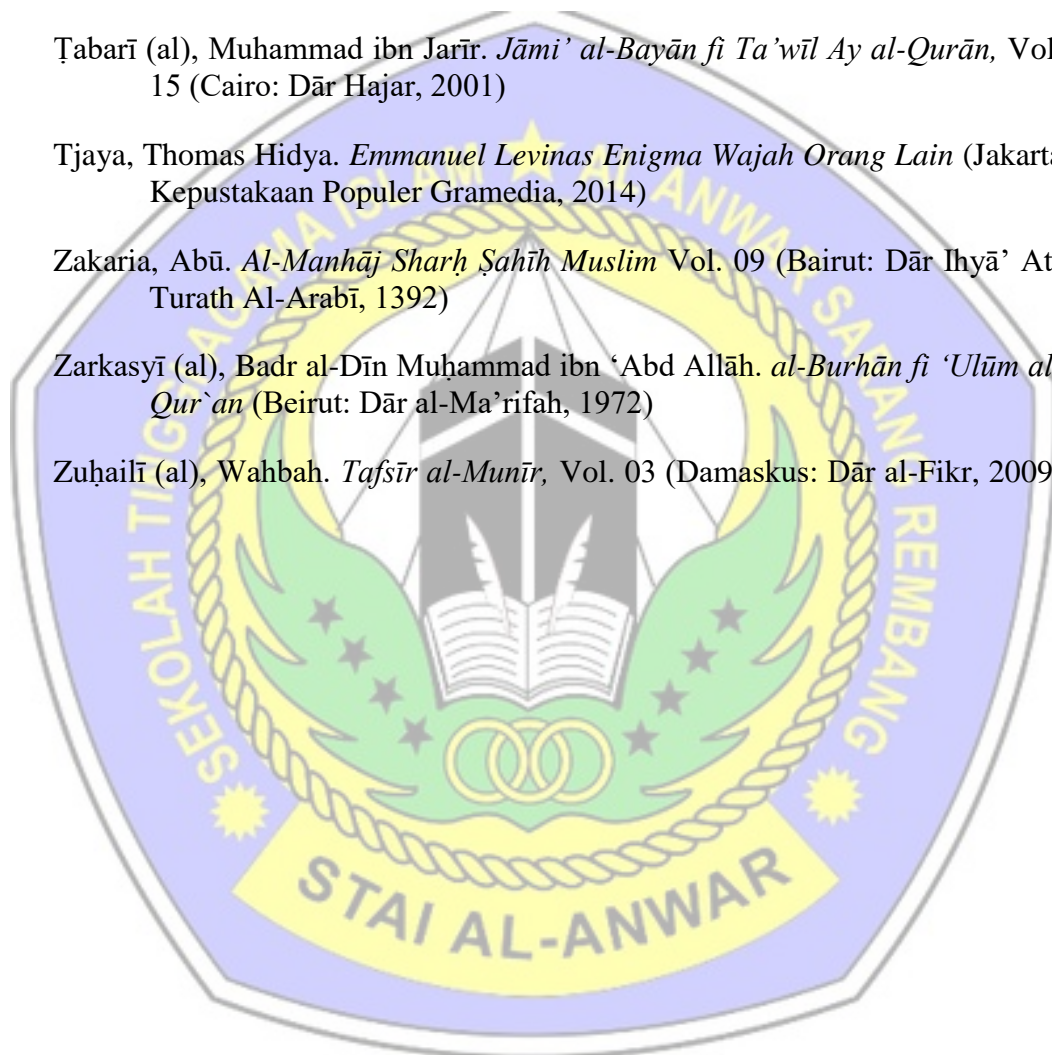 Ṭabarī (al), Muhammad ibn Jarīr. Jāmi’ al-Bayān fi Ta’wīl Ay al-Qurān, Vol
15 (Cairo: Dār Hajar, 2001)
Tjaya, Thomas Hidya. Emmanuel Levinas Enigma Wajah Orang Lain (Jakarta
Kepustakaan Populer Gramedia, 2014)
Zakaria, Abū. Al-Manhāj Sharḥ Ṣahīh Muslim Vol. 09 (Bairut: Dār Ihyā’ At
Turath Al-Arabī, 1392)
Zarkasyī (al), Badr al-Dīn Muḥammad ibn ‘Abd Allāh. al-Burhān fi ‘Ulūm al
Qur`an (Beirut: Dār al-Ma’rifah, 1972)
Zuḥailī (al), Wahbah. Tafsīr al-Munīr, Vol. 03 (Damaskus: Dār al-Fikr, 2009
SEKOLAH TINGGI AGAMA ISLAM AL ANWAR SARANG REMBANG
STAI AL-ANWAR